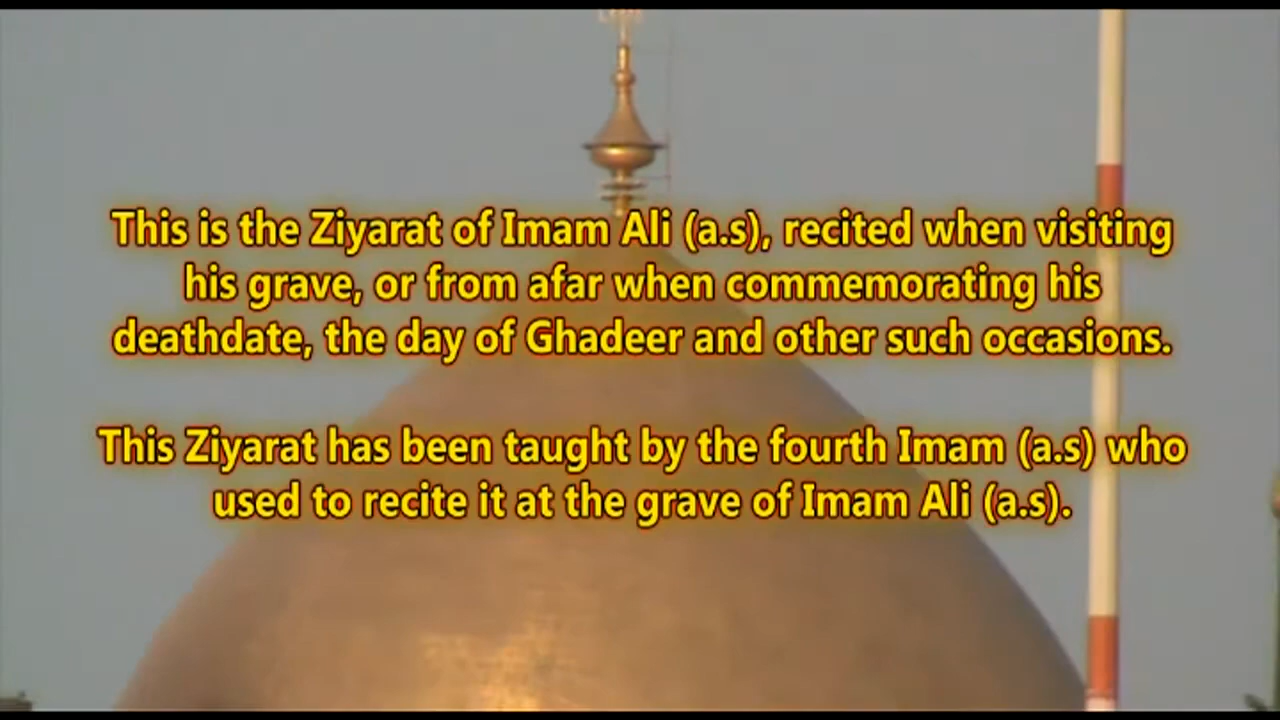 This is the Ziyarat of Imam Ali (a.s), recited when visiting
his grave, or from afar when commemorating his
deathdate, the day of Ghadeer and other such occasions.
This Ziyarat has been taught by the fourth Imam (a.s) who
used to recite it at the grave of Imam Ali (a.s).